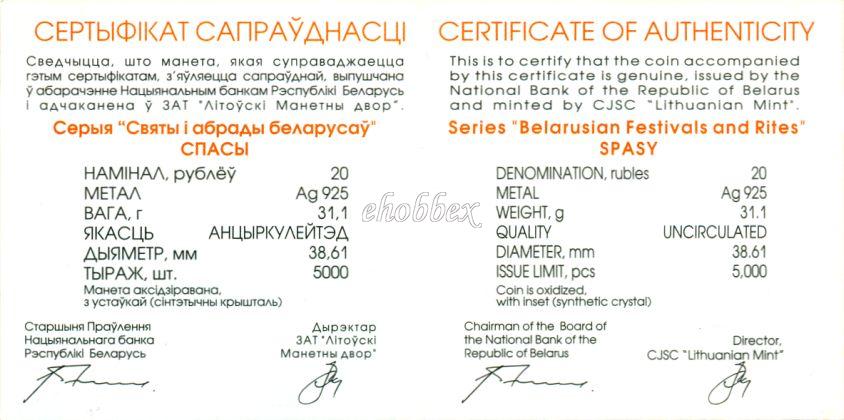 СЕРТЫФІКАТ САПРАЎДНАСЦІ
Сведчыцца, што манета, якая суправаджаецца
гэтым сертыфікатам, з'яўляецца сапраўднай, выпушчана
ў абарачэнне Нацыянальным банкам Рэспублікі Беларусь
і адчаканена ў ЗАТ "Літоўскі Манетны двор".
Серыя "Святы і абрады беларусаў"
СПАСЫ
НАМІНАЛ, рублёў 20
МЕТАЛ Ag 925
ВАГА, г 31,1
ЯКАСЦЬ АНЦЫРКУЛЕЙТЭД
ДЫЯМЕТР, мм 38,61
ТЫРАЖ, шт. 5000
Манета аксідзіравана,
з устаўкай (сінтэтычны крышталь)
Старшыня Праўлення
Нацыянальнага банка
Рэспублікі Беларусь
Дырэктар
ЗАТ "Літоўскі
Манетны двор"
CERTIFICATE OF AUTHENTICITY
This is to certify that the coin accompanied
by this certificate is genuine, issued by the
National Bank of the Republic of Belarus
and minted by CJSC "Lithuanian Mint".
Series "Belarusian Festivals and Rites"
SPASY
DENOMINATION, rubles 20
METAL Ag 925
WEIGHT, g 31.1
QUALITY UNCIRCULATED
DIAMETER, mm 38.61
ISSUE LIMIT, pcs 5,000
Coin is oxidized,
with inset (synthetic crystal)
Chairman of the Board of
the National Bank of the
Republic of Belarus
Director,
CJSC "Lithuanian Mint"
ehobbex